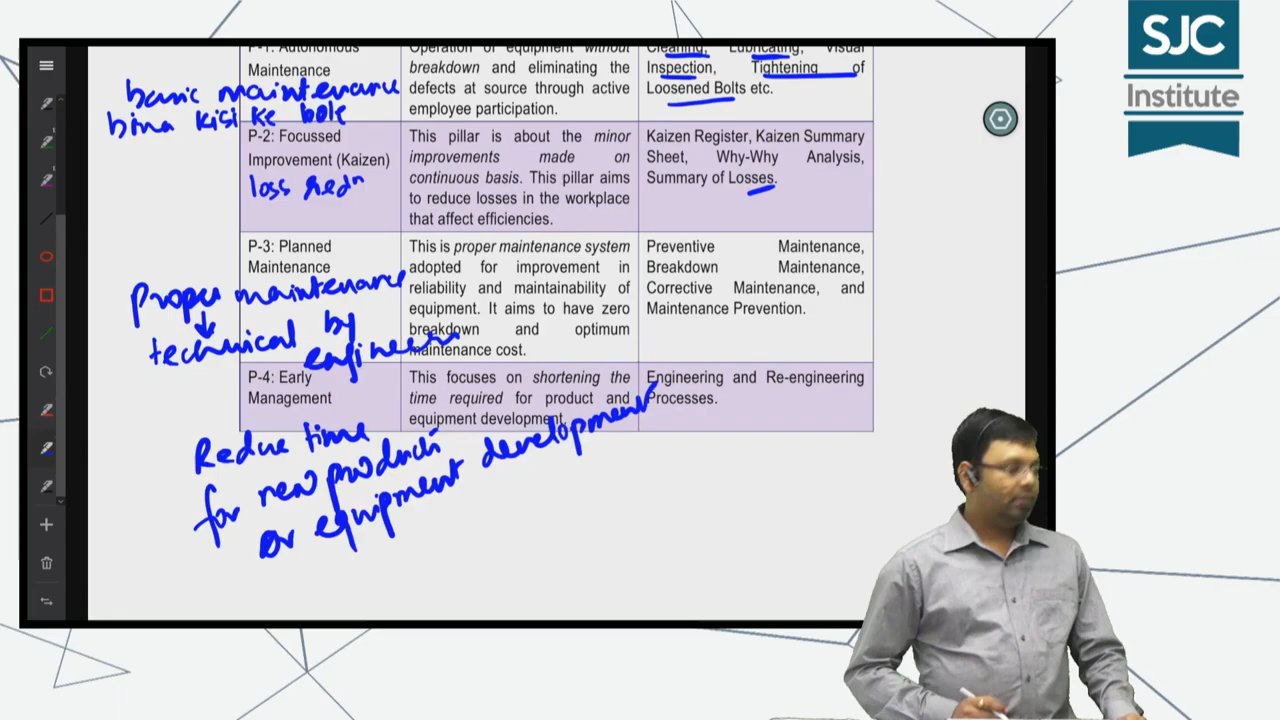 SJC
Institute
P-1: Autonomous
Maintenance
basic maintenance
bina kisi ke bole
Operation of equipment without
breakdown and eliminating the
defects at source through active
employee participation.
Cleaning, Lubricating, Visual
Inspection, Tightening of
Loosened Bolts etc.
P-2: Focussed
Improvement (Kaizen)
loss redn
This pillar is about the minor
improvements made on
continuous basis. This pillar aims
to reduce losses in the workplace
that affect efficiencies.
Kaizen Register, Kaizen Summary
Sheet, Why-Why Analysis,
Summary of Losses.
P-3: Planned
Maintenance
Proper maintenance
technical by
engineers
This is proper maintenance system
adopted for improvement in
reliability and maintainability of
equipment. It aims to have zero
breakdown and optimum
maintenance cost.
Preventive Maintenance,
Breakdown Maintenance,
Corrective Maintenance, and
Maintenance Prevention.
P-4: Early
Management
This focuses on shortening the
time required for product and
equipment development.
Engineering and Re-engineering
Processes.
Reduce time
for new product
or equipment development